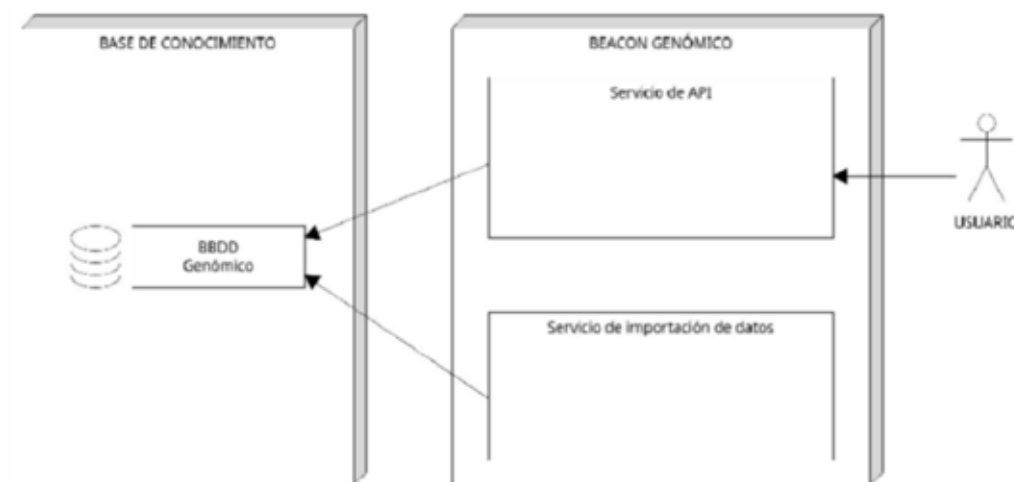 BASE DE CONOCIMIENTO
BBDD
Genómico
BEACON GENÓMICO
Servicio de API
Servicio de importación de datos
USUARIO